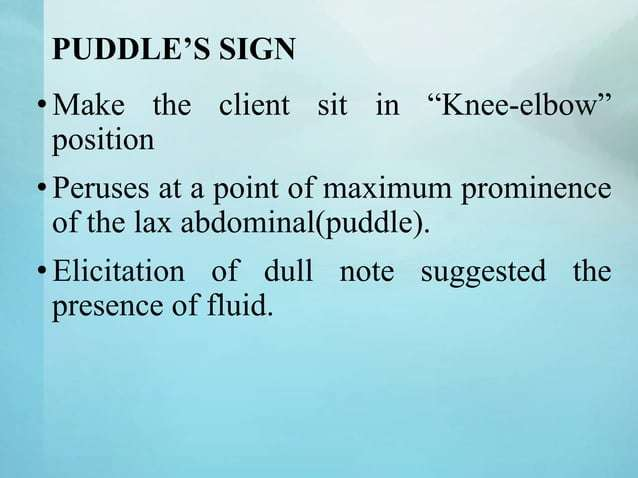 PUDDLE’S SIGN
•Make the client sit in “Knee-elbow”
position
•Peruses at a point of maximum prominence
of the lax abdominal(puddle).
•Elicitation of dull note suggested the
presence of fluid.